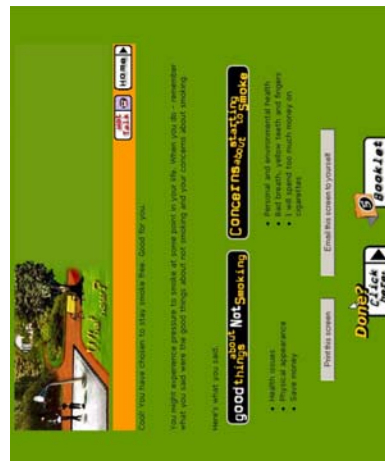 What now?
hot talk
Home
Cool! You have chosen to stay smoke free. Good for you.
You might experience pressure to smoke at some point in your life. When you do - remember
what you said were the good things about not smoking and your concerns about smoking
Here's what you said.
good things about Not Smoking
Health issues
Physical appearance
Save money
Concerns about starting to Smoke
Personal and environmental health
Bad breath, yellow teeth and fingers
I will spend too much money on
cigarettes
Print this screen
Email this screen to yourself
Done?
Click
Booklet